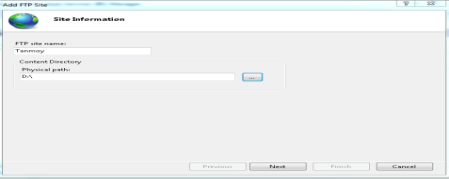 Add FTP Site
Site Information
FTP site name:
Tanmoy
Content Directory
Physical path:
D:\
...
Previous Next Finish Cancel